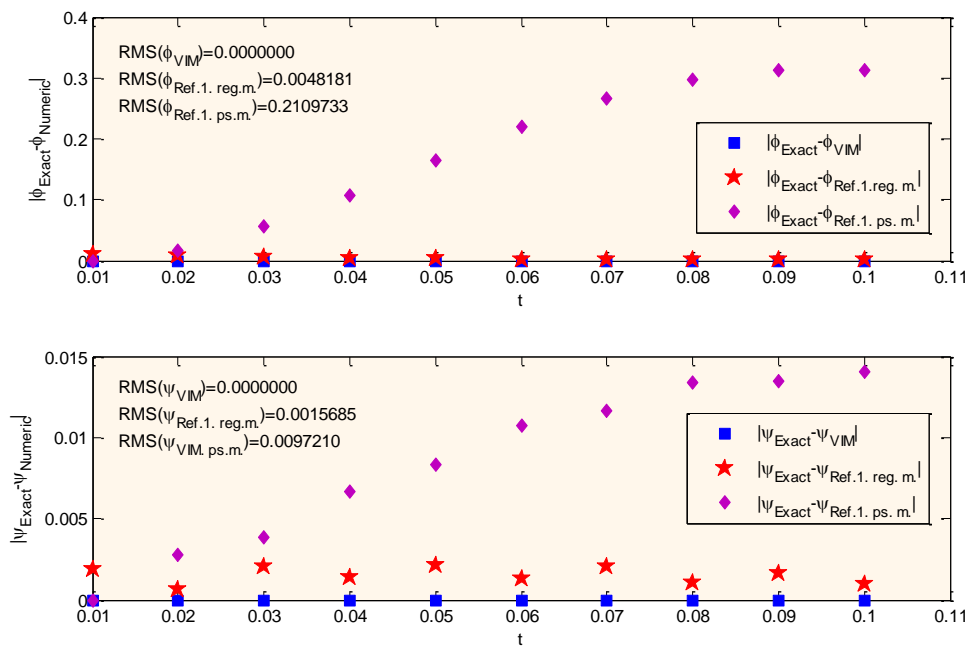 0.4
0.3
0.2
0.1
0
|ϕExact-ϕNumeric|
RMS(ϕVIM)=0.0000000
RMS(ϕRef.1. reg.m.)=0.0048181
RMS(ϕRef.1. ps.m.)=0.2109733
|ϕExact-ϕVIM|
|ϕExact-ϕRef.1.reg. m.|
|ϕExact-ϕRef.1. ps. m.|
0.01 0.02 0.03 0.04 0.05 0.06 0.07 0.08 0.09 0.1 0.11
t
0.015
0.01
0.005
0
|ψExact-ψNumeric|
RMS(ψVIM)=0.0000000
RMS(ψRef.1. reg.m.)=0.0015685
RMS(ψVIM. ps.m.)=0.0097210
|ψExact-ψVIM|
|ψExact-ψRef.1. reg. m.|
|ψExact-ψRef.1. ps. m.|
0.01 0.02 0.03 0.04 0.05 0.06 0.07 0.08 0.09 0.1 0.11
t